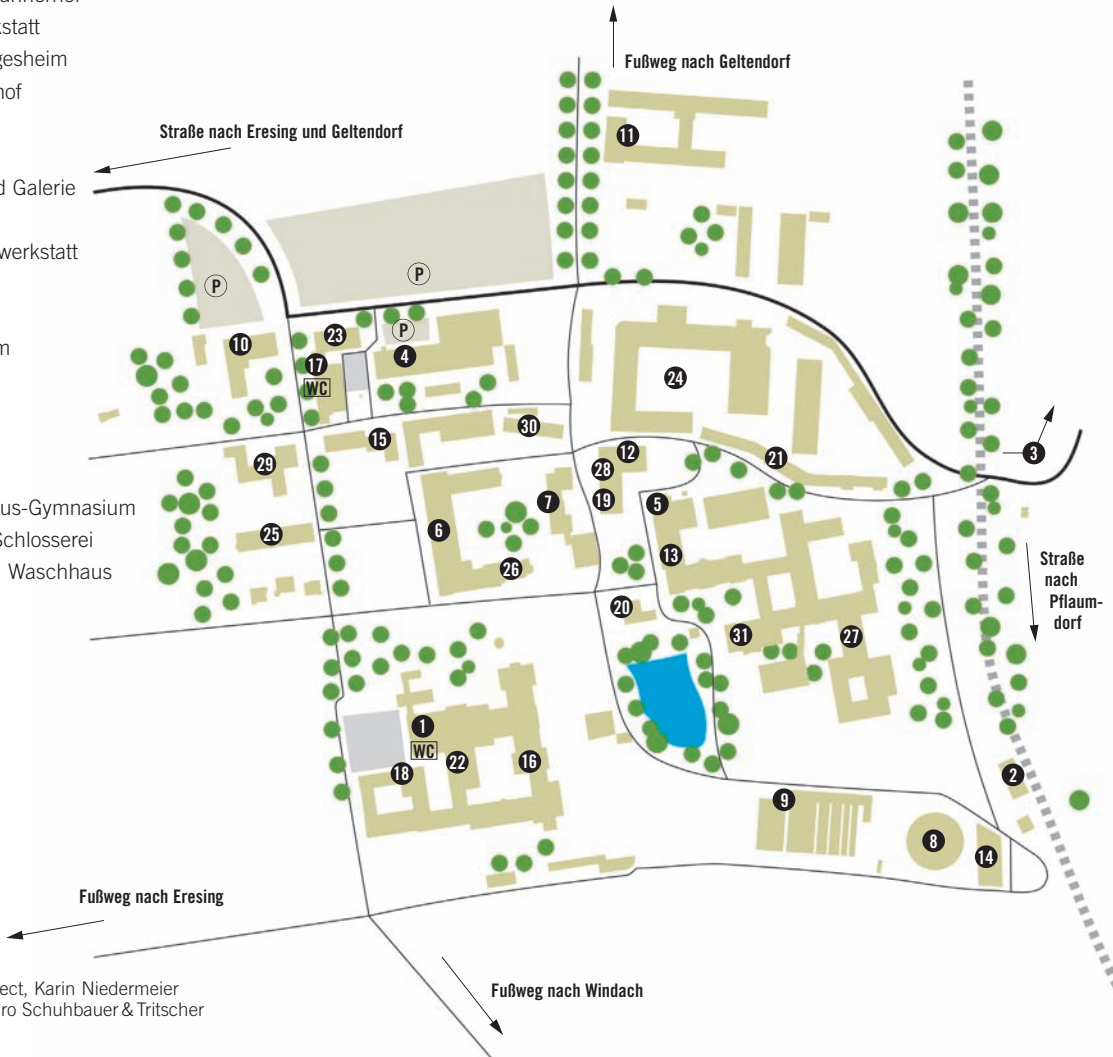 kstatt
gesheim
hof
d Galerie
werkstatt
m
us-Gymnasium
Schlosserei
Waschhaus
ect, Karin Niedermeier
ro Schuhbauer & Tritscher
Fußweg nach Geltendorf
Straße nach Eresing und Geltendorf
11
P
P
P
10
23
17
WC
4
24
30
15
12
21
3
29
28
7
19
5
6
25
13
26
Straße
nach
Pflaum-
dorf
20
31
27
1
WC
22
16
18
2
9
8
14
Fußweg nach Eresing
Fußweg nach Windach